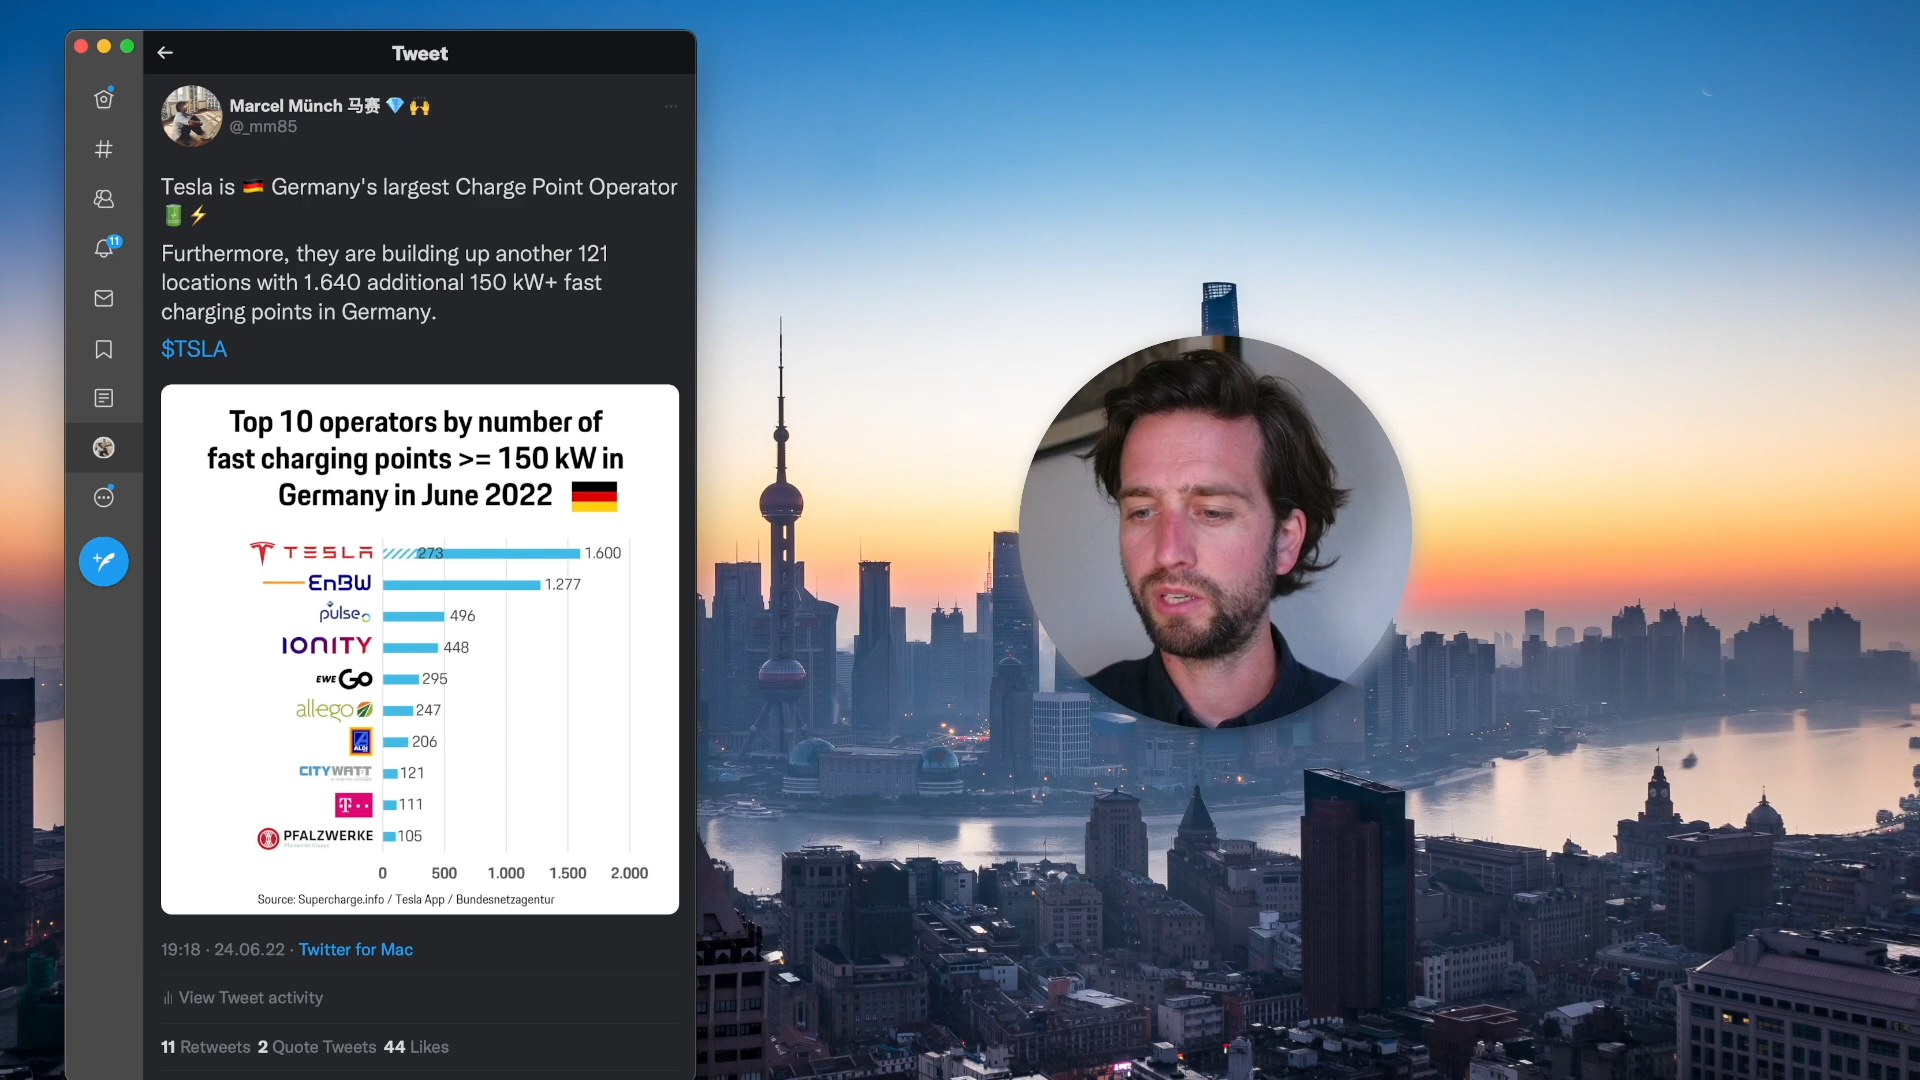 Tweet
Marcel Münch 马赛 💎 🙌
@_mm85
11
Tesla is 🇩🇪 Germany's largest Charge Point Operator
🔋⚡
Furthermore, they are building up another 121
locations with 1.640 additional 150 kW+ fast
charging points in Germany.
$TSLA
Top 10 operators by number of
fast charging points >= 150 kW in
Germany in June 2022
TESLA 273 1.600
EnBW 1.277
pulse 496
IONITY 448
EWE Go 295
allego 247
ALDI 206
CITYWATT 121
T 111
PFALZWERKE 105
0 500 1.000 1.500 2.000
Source: Supercharge.info / Tesla App / Bundesnetzagentur
19:18 · 24.06.22 · Twitter for Mac
View Tweet activity
11 Retweets 2 Quote Tweets 44 Likes